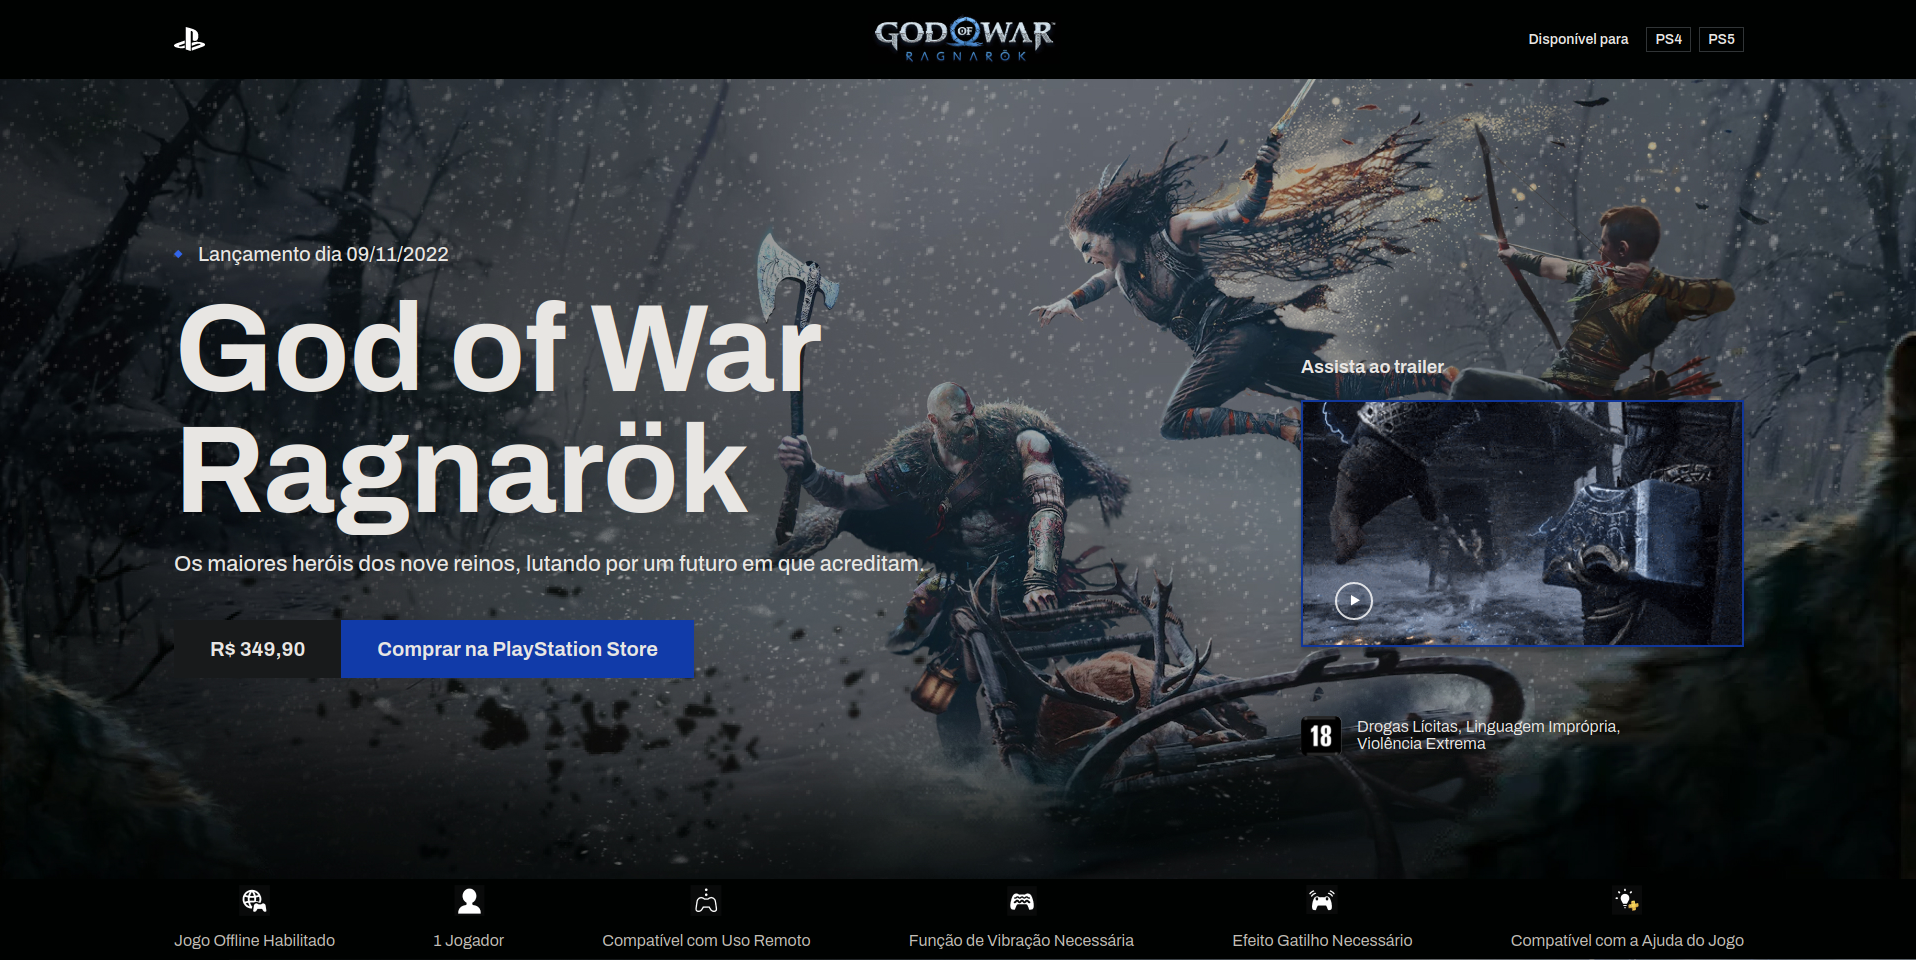 GOD OF WAR
RAGNARÖK
Disponível para
PS4
PS5
Lançamento dia 09/11/2022
God of War
Ragnarök
Os maiores heróis dos nove reinos, lutando por um futuro em que acreditam.
R$ 349,90
Comprar na PlayStation Store
Assista ao trailer
18
Drogas Lícitas, Linguagem Imprópria,
Violência Extrema
Jogo Offline Habilitado
1 Jogador
Compatível com Uso Remoto
Função de Vibração Necessária
Efeito Gatilho Necessário
Compatível com a Ajuda do Jogo